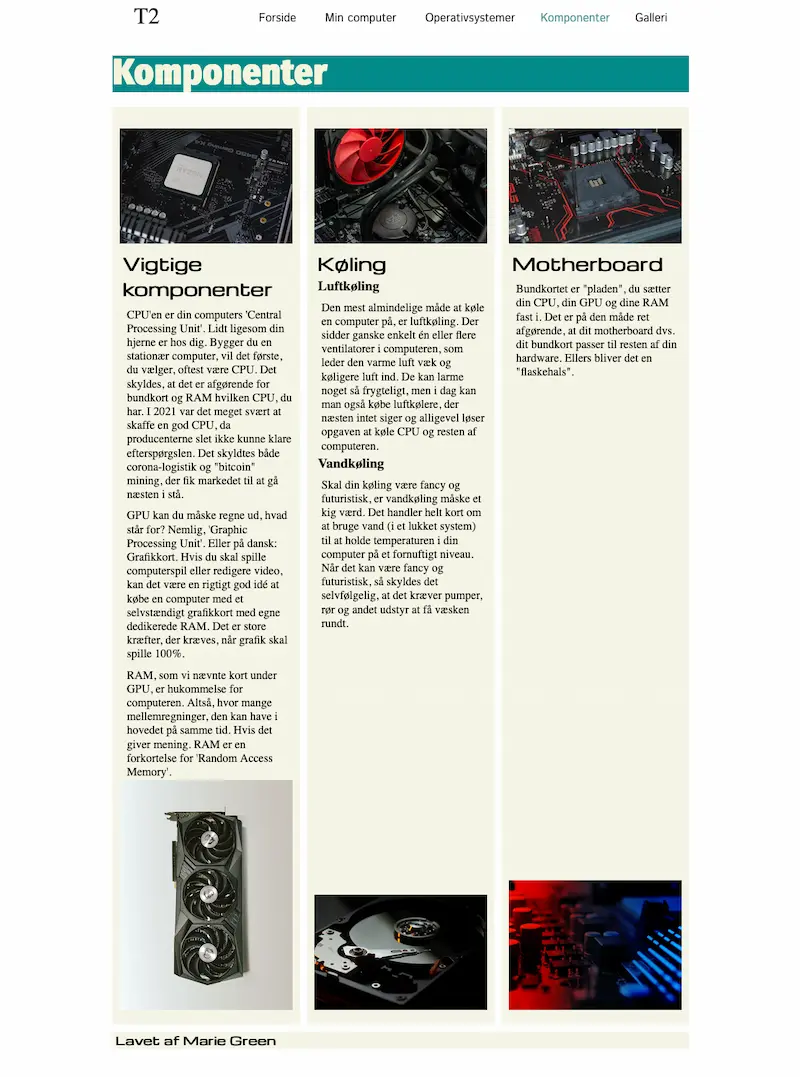 T2
Forside Min computer Operativsystemer Komponenter Galleri
Komponenter
Vigtige
komponenter
CPU'en er din computers 'Central
Processing Unit'. Lidt ligesom din
hjerne er hos dig. Bygger du en
stationær computer, vil det første,
du vælger, oftest være CPU. Det
skyldes, at det er afgørende for
bundkort og RAM hvilken CPU, du
har. I 2021 var det meget svært at
skaffe en god CPU, da
producenterne slet ikke kunne klare
efterspørgslen. Det skyldtes både
corona-logistik og "bitcoin"
mining, der fik markedet til at gå
næsten i stå.
GPU kan du måske regne ud, hvad
står for? Nemlig, 'Graphic
Processing Unit'. Eller på dansk:
Grafikkort. Hvis du skal spille
computerspil eller redigere video,
kan det være en rigtigt god idé at
købe en computer med et
selvstændigt grafikkort med egne
dedikerede RAM. Det er store
kræfter, der kræves, når grafik skal
spille 100%.
RAM, som vi nævnte kort under
GPU, er hukommelse for
computeren. Altså, hvor mange
mellemregninger, den kan have i
hovedet på samme tid. Hvis det
giver mening. RAM er en
forkortelse for 'Random Access
Memory'.
Køling
Luftkøling
Den mest almindelige måde at køle
en computer på, er luftkøling. Der
sidder ganske enkelt én eller flere
ventilatorer i computeren, som
leder den varme luft væk og
køligere luft ind. De kan larme
noget så frygteligt, men i dag kan
man også købe luftkølere, der
næsten intet siger og alligevel løser
opgaven at køle CPU og resten af
computeren.
Vandkøling
Skal din køling være fancy og
futuristisk, er vandkøling måske et
kig værd. Det handler helt kort om
at bruge vand (i et lukket system)
til at holde temperaturen i din
computer på et fornuftigt niveau.
Når det kan være fancy og
futuristisk, så skyldes det
selvfølgelig, at det kræver pumper,
rør og andet udstyr at få væsken
rundt.
Motherboard
Bundkortet er "pladen", du sætter
din CPU, din GPU og dine RAM
fast i. Det er på den måde ret
afgørende, at dit motherboard dvs.
dit bundkort passer til resten af din
hardware. Ellers bliver det en
"flaskehals".
Lavet af Marie Green